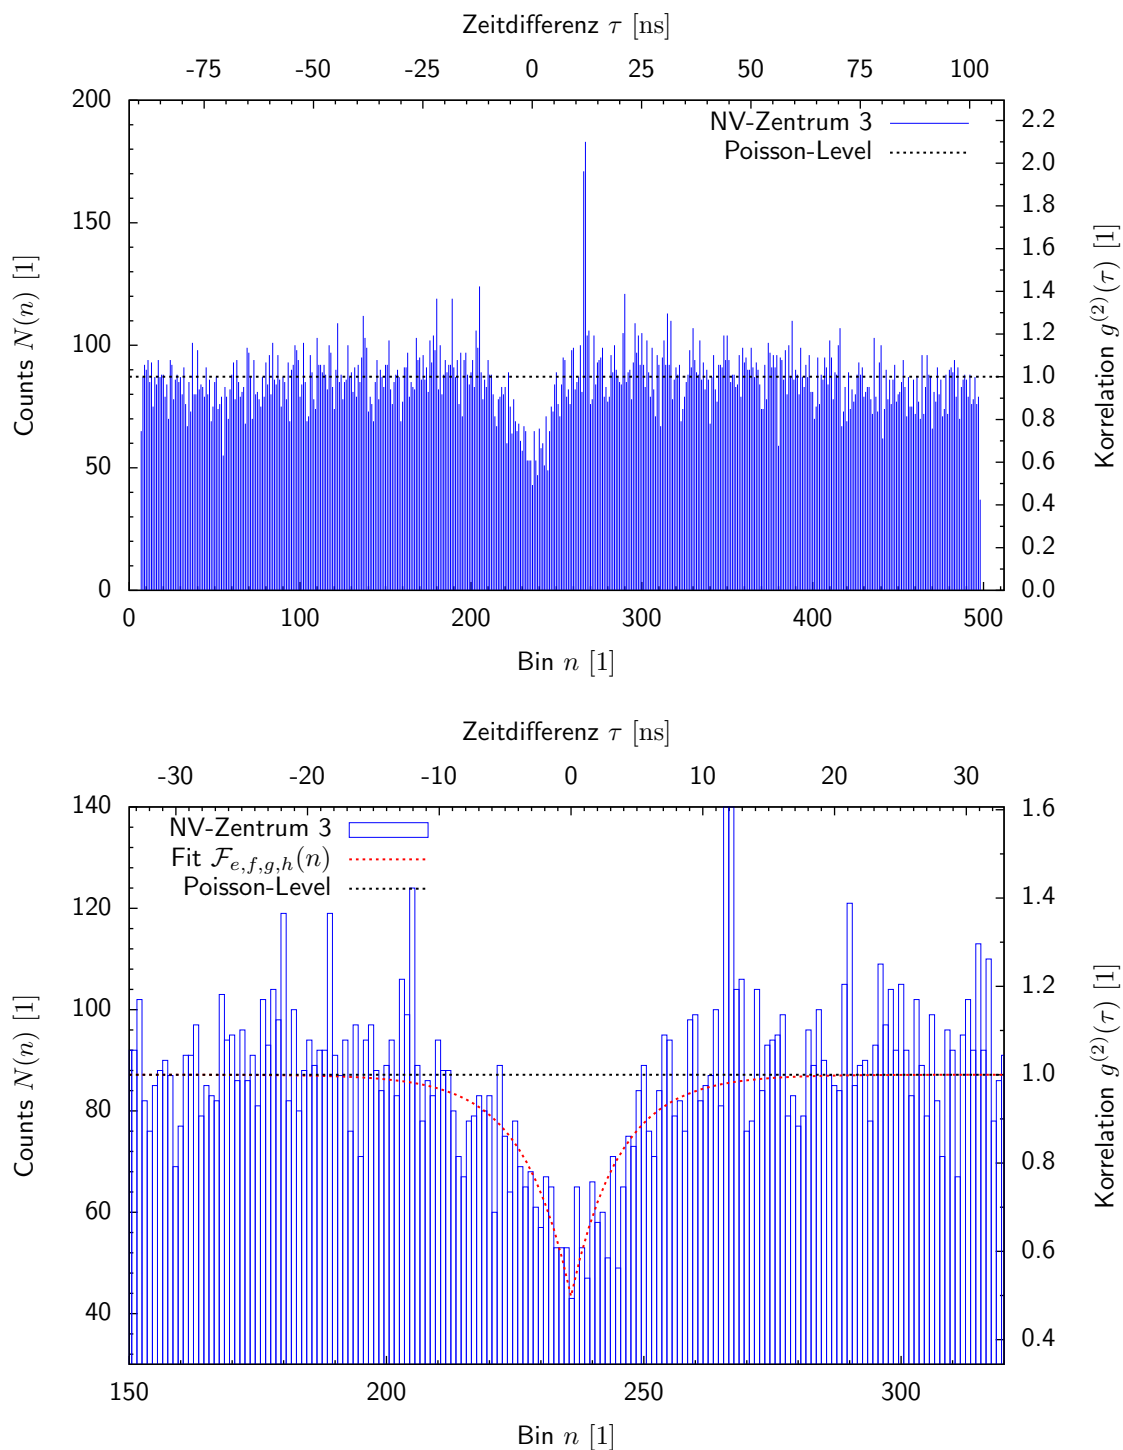 Zeitdifferenz τ [ns]
-75 -50 -25 0 25 50 75 100
200 2.2
NV-Zentrum 3
Poisson-Level
2.0
1.8
150
1.6
1.4
1.2
100
1.0
0.8
50 0.6
0.4
0.2
0 0.0
Counts N(n) [1]
Korrelation g⁽²⁾(τ) [1]
0 100 200 300 400 500
Bin n [1]
Zeitdifferenz τ [ns]
-30 -20 -10 0 10 20 30
140 1.6
NV-Zentrum 3
Fit ℱe,f,g,h(n)
Poisson-Level
120
1.4
1.2
100
1.0
80
0.8
60
0.6
40
0.4
Counts N(n) [1]
Korrelation g⁽²⁾(τ) [1]
150 200 250 300
Bin n [1]